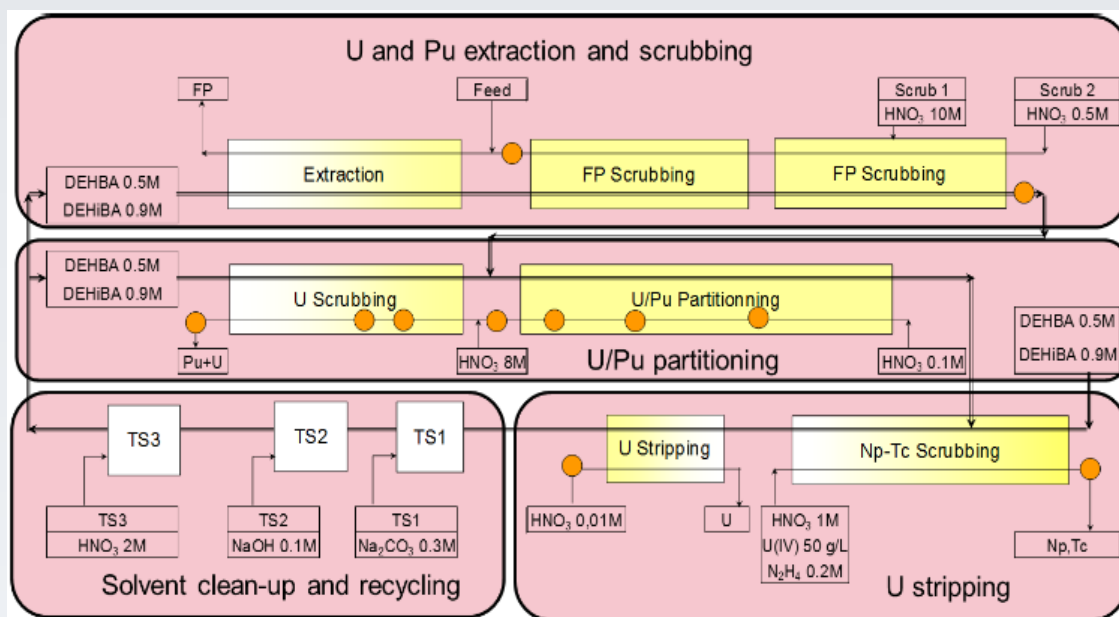 U and Pu extraction and scrubbing
FP
Feed
Scrub 1
HNO₃ 10M
Scrub 2
HNO₃ 0.5M
DEHBA 0.5M
DEHiBA 0.9M
Extraction
FP Scrubbing
FP Scrubbing
DEHBA 0.5M
DEHiBA 0.9M
U Scrubbing
U/Pu Partitionning
Pu+U
HNO₃ 8M
HNO₃ 0.1M
U/Pu partitioning
DEHBA 0.5M
DEHiBA 0.9M
TS3
TS2
TS1
TS3
HNO₃ 2M
TS2
NaOH 0.1M
TS1
Na₂CO₃ 0.3M
Solvent clean-up and recycling
U Stripping
Np-Tc Scrubbing
HNO₃ 0,01M
U
HNO₃ 1M
U(IV) 50 g/L
N₂H₄ 0.2M
Np,Tc
U stripping